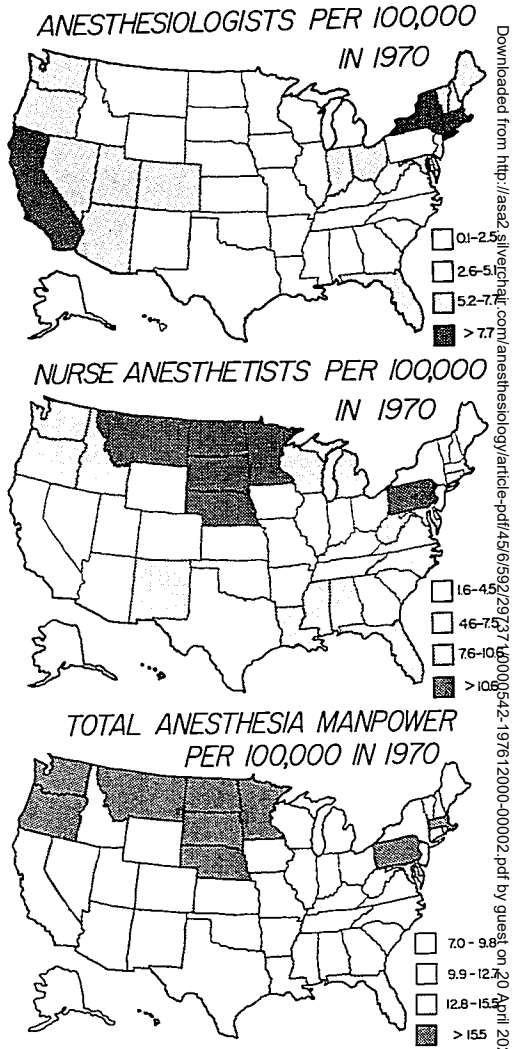 ANESTHESIOLOGISTS PER 100,000
IN 1970
0.1-2.5
2.6-5.1
5.2-7.7
> 7.7
NURSE ANESTHETISTS PER 100,000
IN 1970
1.6-4.5
4.6-7.5
7.6-10.6
> 10.6
TOTAL ANESTHESIA MANPOWER
PER 100,000 IN 1970
7.0 - 9.8
9.9 - 12.7
12.8 - 15.5
> 15.5
Downloaded from http://asa2.silverchair.com/anesthesiology/article-pdf/45/6/592/297371/0000542-197612000-00002.pdf by guest on 20 April 202